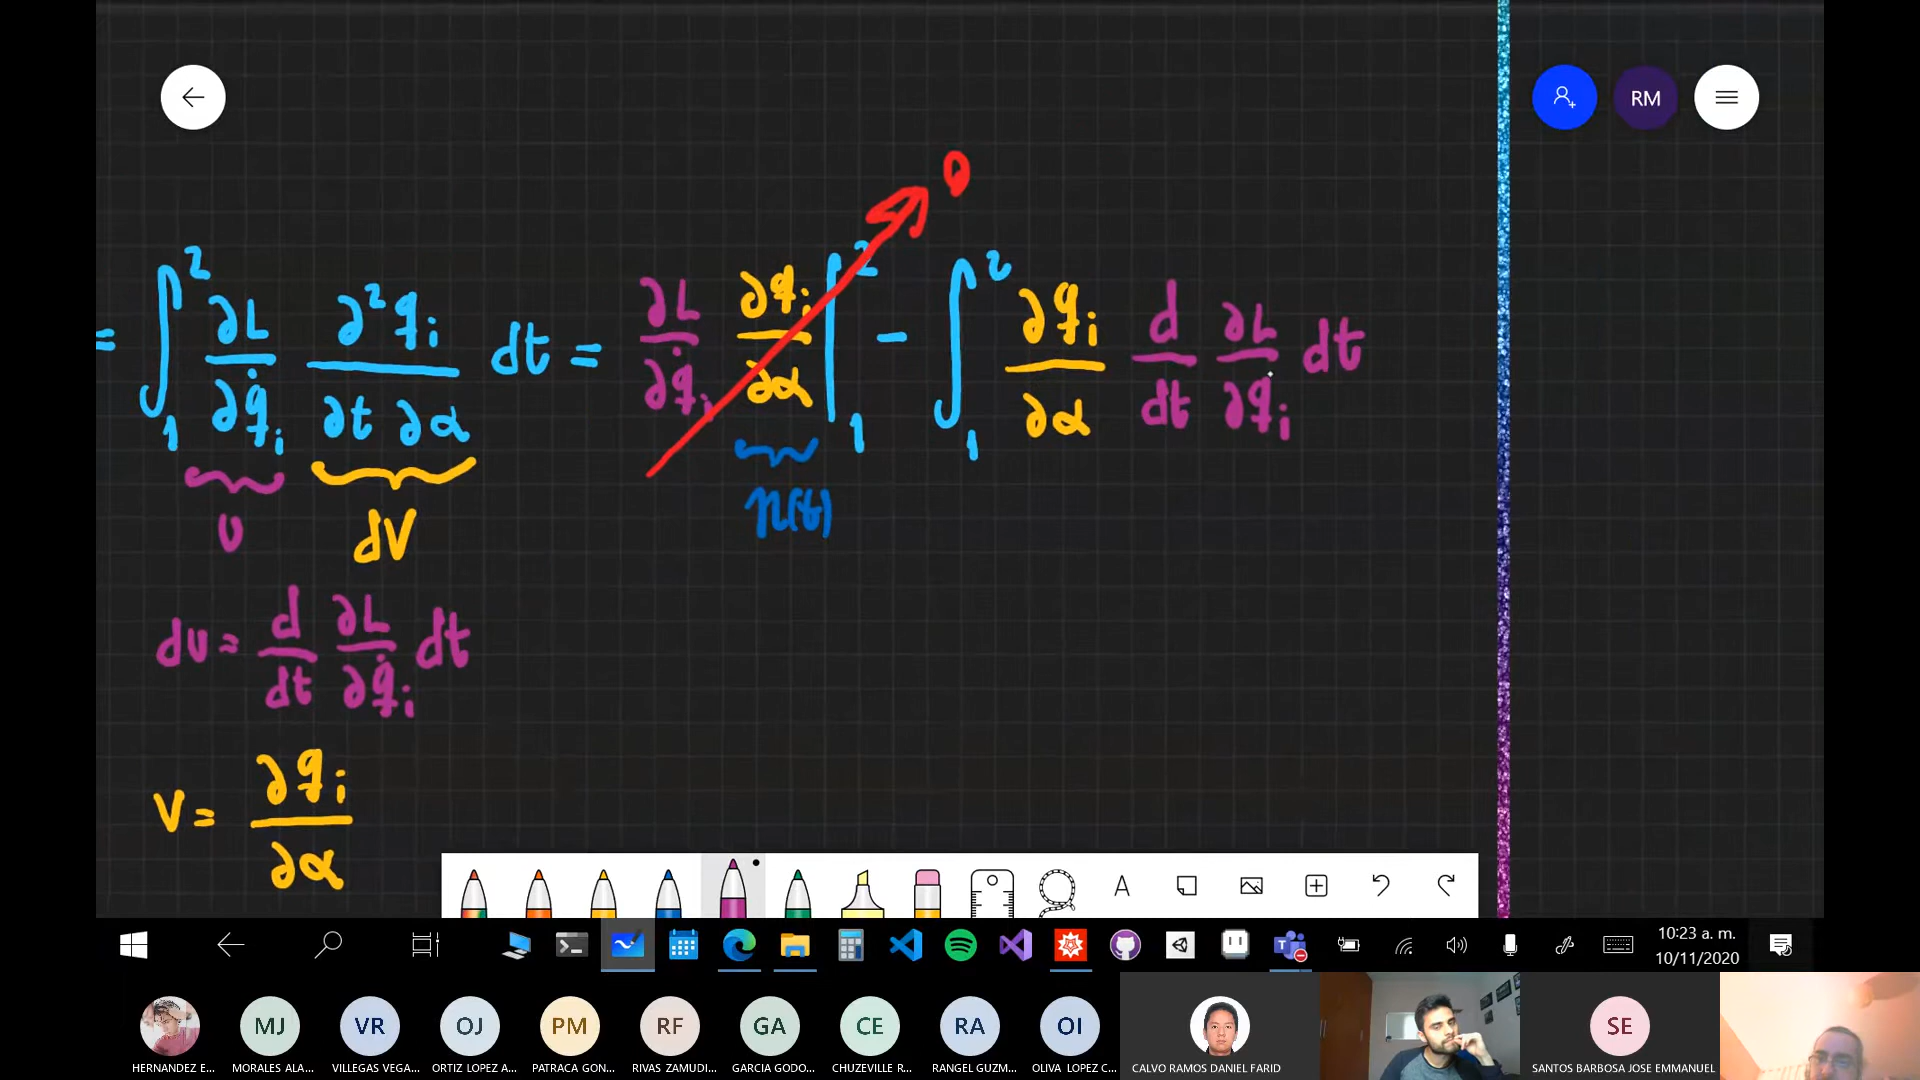 RM
= ∫₁² ∂L/∂q̇ᵢ ∂²qᵢ/∂t ∂α dt = ∂L/∂q̇ᵢ ∂qᵢ/∂α |₁² - ∫₁² ∂qᵢ/∂α d/dt ∂L/∂qᵢ dt
0
U
dV
η(t)
du = d/dt ∂L/∂q̇ᵢ dt
V = ∂qᵢ/∂α
A
10:23 a. m.
10/11/2020
MJ VR OJ PM RF GA CE RA OI SE
HERNANDEZ E... MORALES ALA... VILLEGAS VEGA... ORTIZ LOPEZ A... PATRACA GON... RIVAS ZAMUDI... GARCIA GODO... CHUZEVILLE R... RANGEL GUZM... OLIVA LOPEZ C... CALVO RAMOS DANIEL FARID SANTOS BARBOSA JOSE EMMANUEL